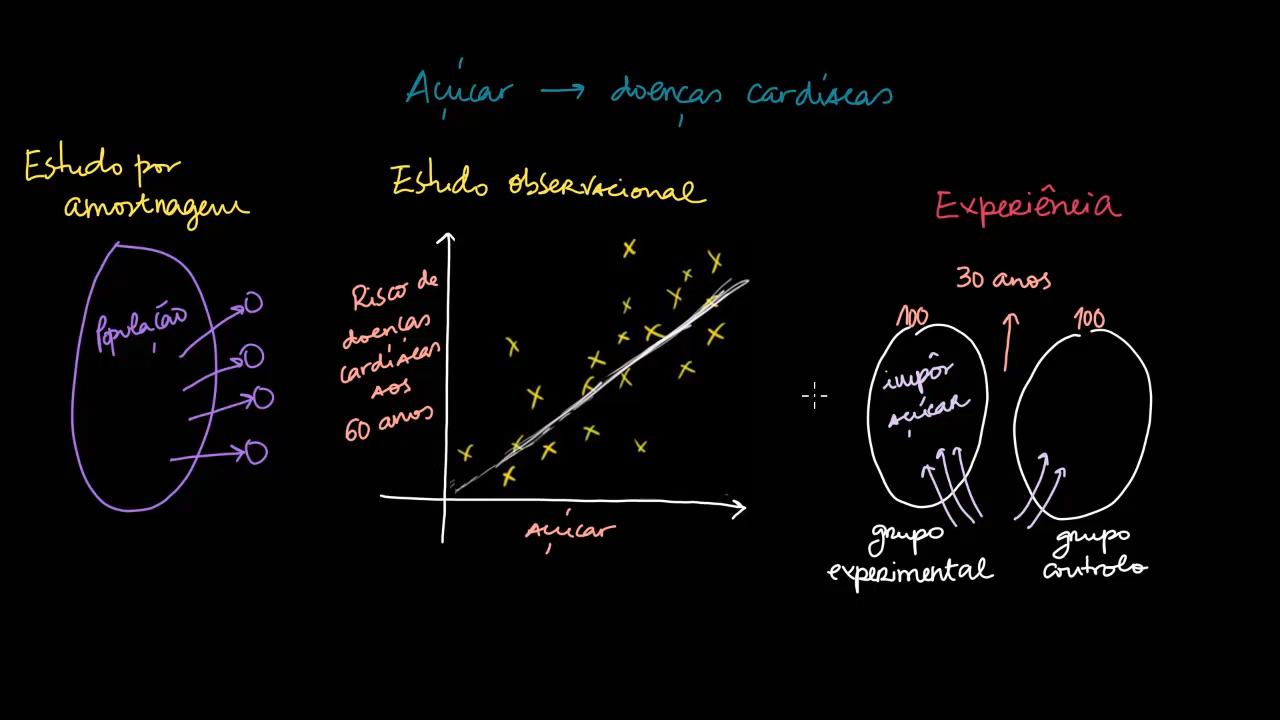 Açúcar → doenças cardíacas
Estudo por
amostragem
População
Estudo observacional
Risco de
doenças
cardíacas
aos
60 anos
Açúcar
Experiência
30 anos
100
100
impôr
açúcar
grupo
experimental
grupo
controlo